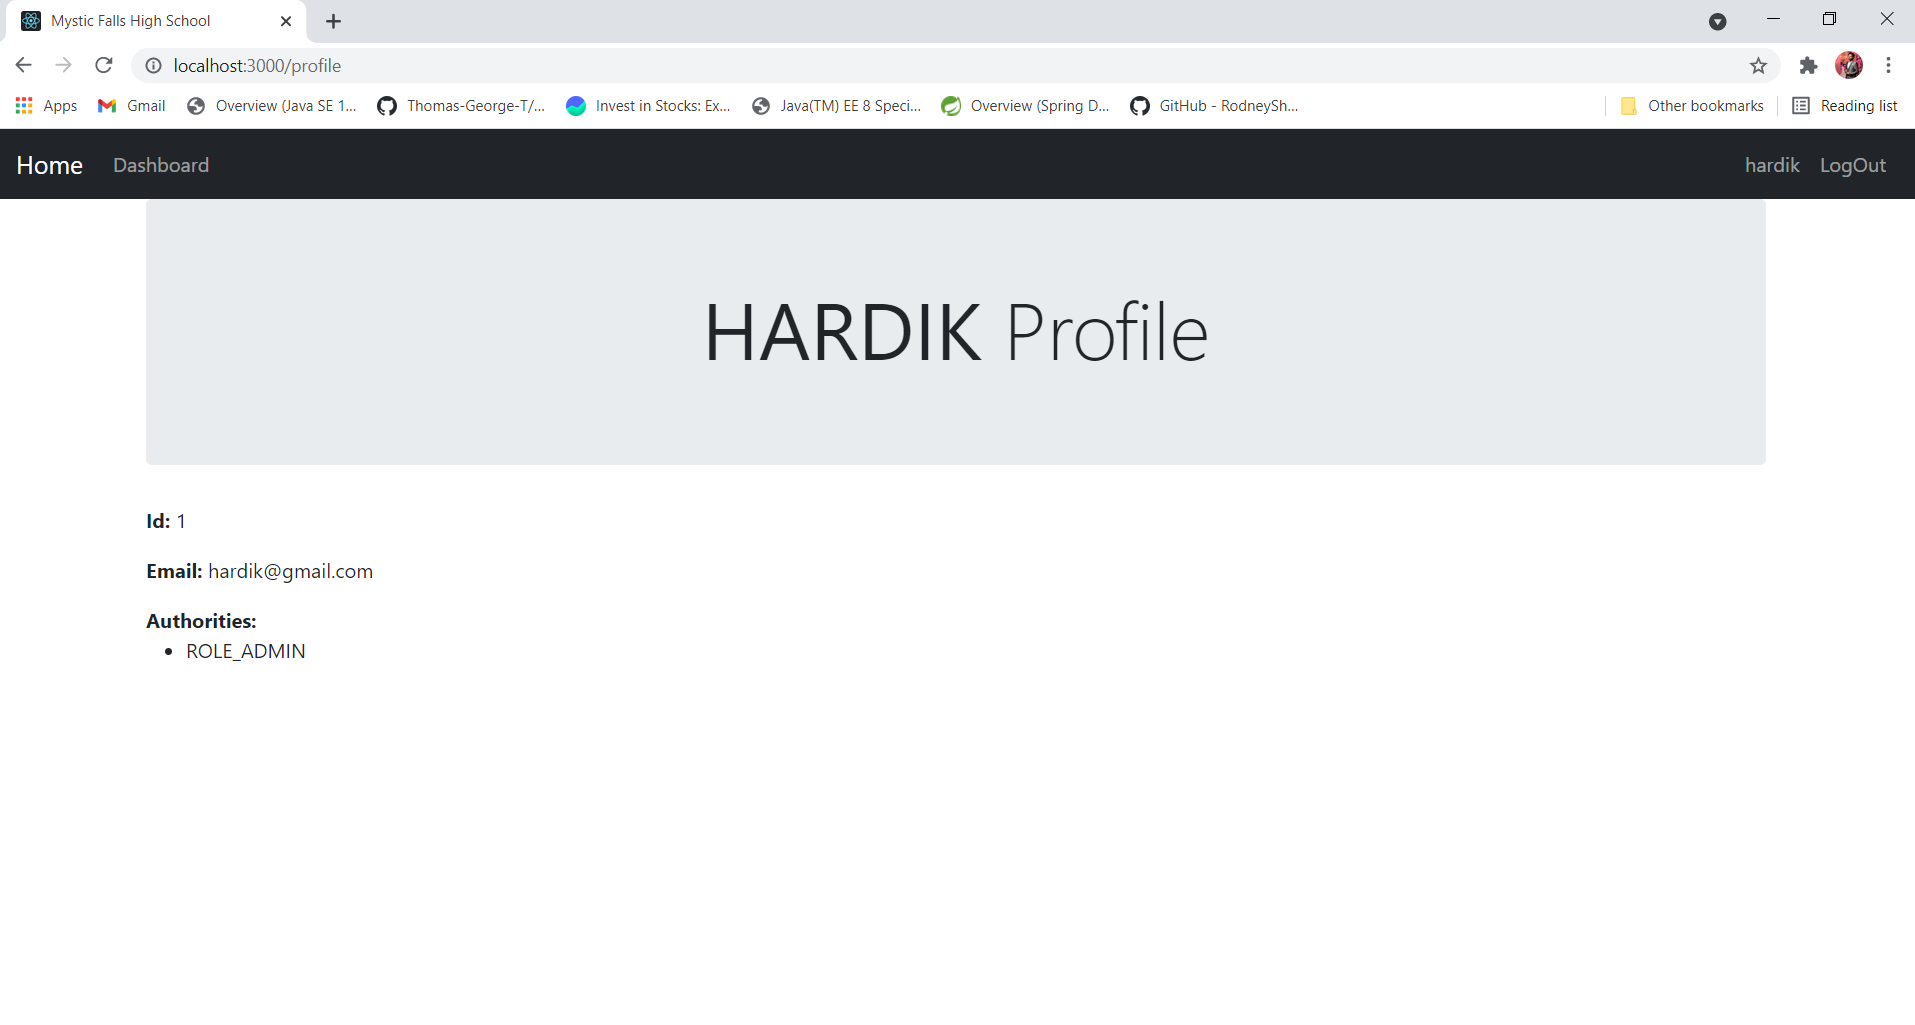 Mystic Falls High School
localhost:3000/profile
Apps Gmail Overview (Java SE 1... Thomas-George-T/... Invest in Stocks: Ex... Java(TM) EE 8 Speci... Overview (Spring D... GitHub - RodneySh... Other bookmarks Reading list
Home Dashboard hardik LogOut
HARDIK Profile
Id: 1
Email: hardik@gmail.com
Authorities:
• ROLE_ADMIN